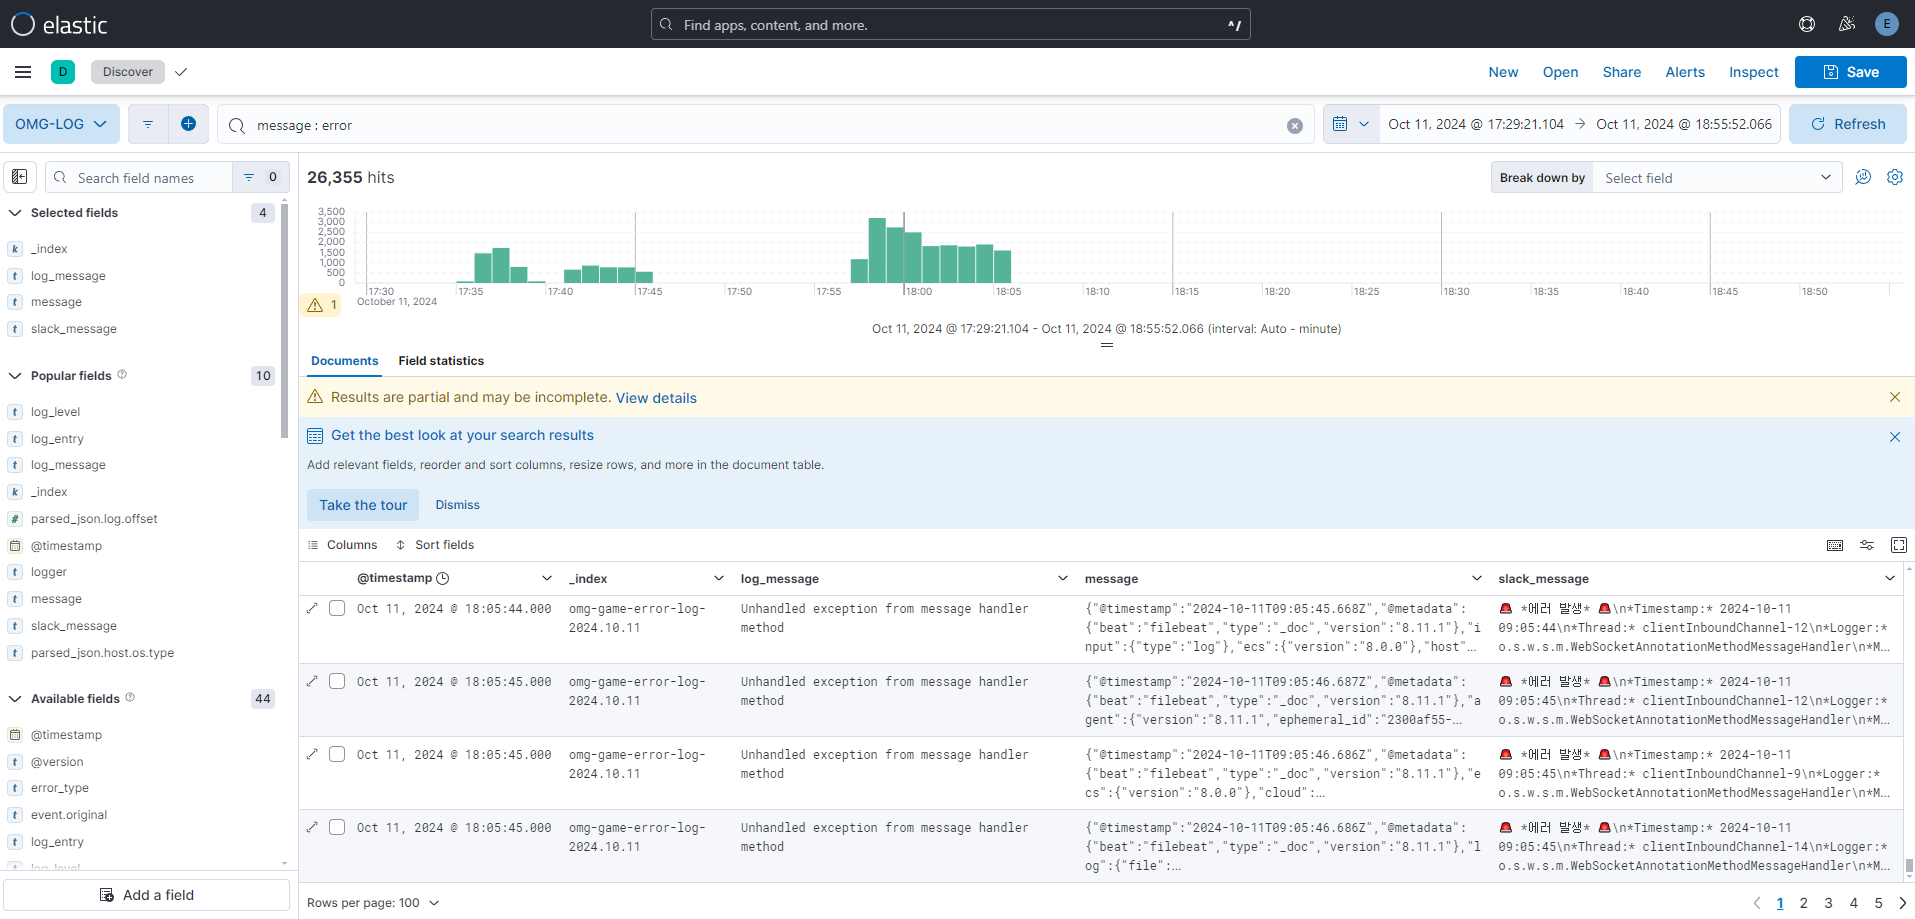 elastic
Find apps, content, and more.
^/
E
D
Discover
New
Open
Share
Alerts
Inspect
Save
OMG-LOG
message : error
Oct 11, 2024 @ 17:29:21.104 → Oct 11, 2024 @ 18:55:52.066
Refresh
Search field names
0
Selected fields
4
k _index
t log_message
t message
t slack_message
Popular fields
10
t log_level
t log_entry
t log_message
k _index
# parsed_json.log.offset
@timestamp
t logger
t message
t slack_message
t parsed_json.host.os.type
Available fields
44
@timestamp
t @version
t error_type
t event.original
t log_entry
t log_level
Add a field
26,355 hits
Break down by
Select field
3,500
3,000
2,500
2,000
1,500
1,000
500
0
17:30
17:35
17:40
17:45
17:50
17:55
18:00
18:05
18:10
18:15
18:20
18:25
18:30
18:35
18:40
18:45
18:50
October 11, 2024
1
Oct 11, 2024 @ 17:29:21.104 - Oct 11, 2024 @ 18:55:52.066 (interval: Auto - minute)
Documents
Field statistics
Results are partial and may be incomplete. View details
Get the best look at your search results
Add relevant fields, reorder and sort columns, resize rows, and more in the document table.
Take the tour
Dismiss
Columns
Sort fields
@timestamp
_index
log_message
message
slack_message
Oct 11, 2024 @ 18:05:44.000
omg-game-error-log-
2024.10.11
Unhandled exception from message handler
method
{"@timestamp":"2024-10-11T09:05:45.668Z","@metadata":
{"beat":"filebeat","type":"_doc","version":"8.11.1"},"i
nput":{"type":"log"},"ecs":{"version":"8.0.0"},"host"…
🚨 *에러 발생* 🚨\n*Timestamp:* 2024-10-11
09:05:44\n*Thread:* clientInboundChannel-12\n*Logger:*
o.s.w.s.m.WebSocketAnnotationMethodMessageHandler\n*M…
Oct 11, 2024 @ 18:05:45.000
omg-game-error-log-
2024.10.11
Unhandled exception from message handler
method
{"@timestamp":"2024-10-11T09:05:46.687Z","@metadata":
{"beat":"filebeat","type":"_doc","version":"8.11.1"},"a
gent":{"version":"8.11.1","ephemeral_id":"2300af55-…
🚨 *에러 발생* 🚨\n*Timestamp:* 2024-10-11
09:05:45\n*Thread:* clientInboundChannel-12\n*Logger:*
o.s.w.s.m.WebSocketAnnotationMethodMessageHandler\n*M…
Oct 11, 2024 @ 18:05:45.000
omg-game-error-log-
2024.10.11
Unhandled exception from message handler
method
{"@timestamp":"2024-10-11T09:05:46.686Z","@metadata":
{"beat":"filebeat","type":"_doc","version":"8.11.1"},"e
cs":{"version":"8.0.0"},"cloud":…
🚨 *에러 발생* 🚨\n*Timestamp:* 2024-10-11
09:05:45\n*Thread:* clientInboundChannel-9\n*Logger:*
o.s.w.s.m.WebSocketAnnotationMethodMessageHandler\n*M…
Oct 11, 2024 @ 18:05:45.000
omg-game-error-log-
2024.10.11
Unhandled exception from message handler
method
{"@timestamp":"2024-10-11T09:05:46.686Z","@metadata":
{"beat":"filebeat","type":"_doc","version":"8.11.1"},"l
og":{"file":…
🚨 *에러 발생* 🚨\n*Timestamp:* 2024-10-11
09:05:45\n*Thread:* clientInboundChannel-14\n*Logger:*
o.s.w.s.m.WebSocketAnnotationMethodMessageHandler\n*M…
Rows per page: 100
1 2 3 4 5